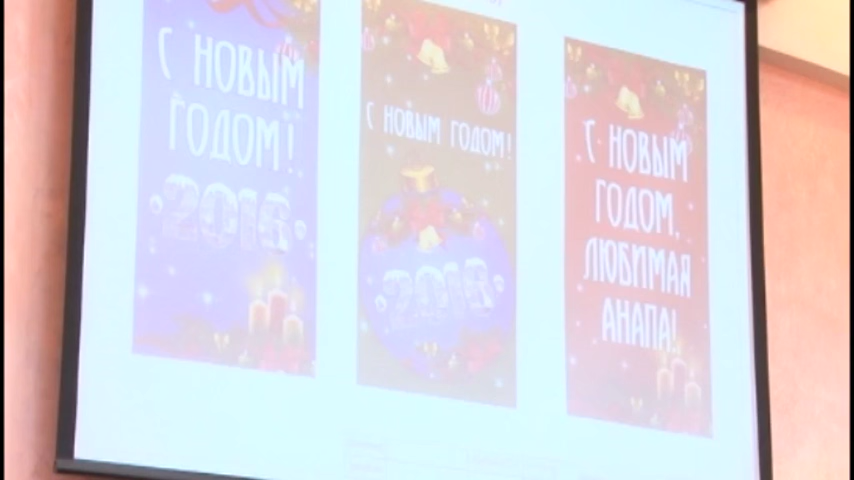 С НОВЫМ
ГОДОМ!
2016
С НОВЫМ ГОДОМ!
2016
С НОВЫМ
ГОДОМ,
ЛЮБИМАЯ
АНАПА!